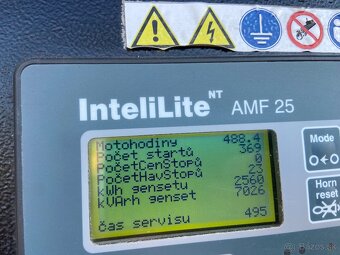 InteliLite NT AMF 25
Motohodiny 488.4
Počet startů 369
PočetCenStopů 0
PočetHavStopů 23
kWh gensetu 2560
kVArh genset 7026
čas servisu 495
Mode
Horn
reset